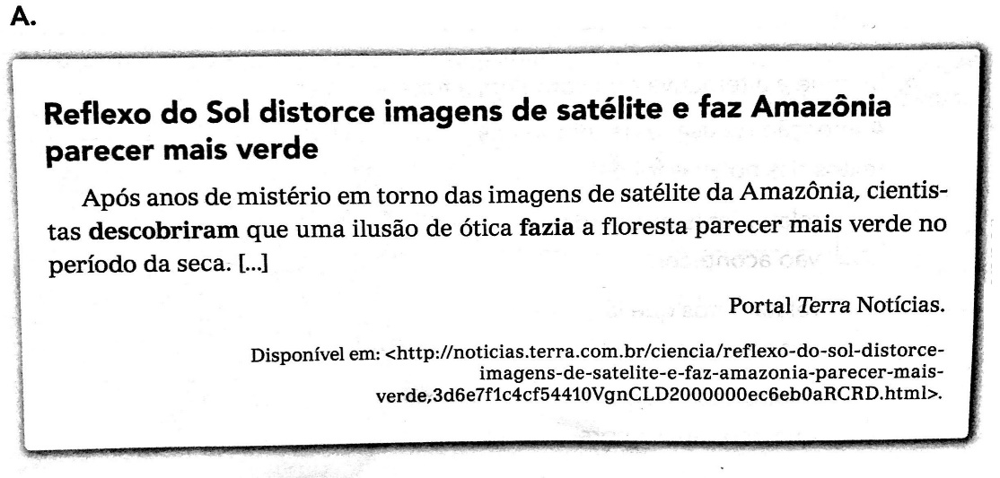 A.
Reflexo do Sol distorce imagens de satélite e faz Amazônia
parecer mais verde
Após anos de mistério em torno das imagens de satélite da Amazônia, cientis-
tas descobriram que uma ilusão de ótica fazia a floresta parecer mais verde no
período da seca. [...]
Portal Terra Notícias.
Disponível em: <http://noticias.terra.com.br/ciencia/reflexo-do-sol-distorce-
imagens-de-satelite-e-faz-amazonia-parecer-mais-
verde,3d6e7f1c4cf54410VgnCLD2000000ec6eb0aRCRD.html>.